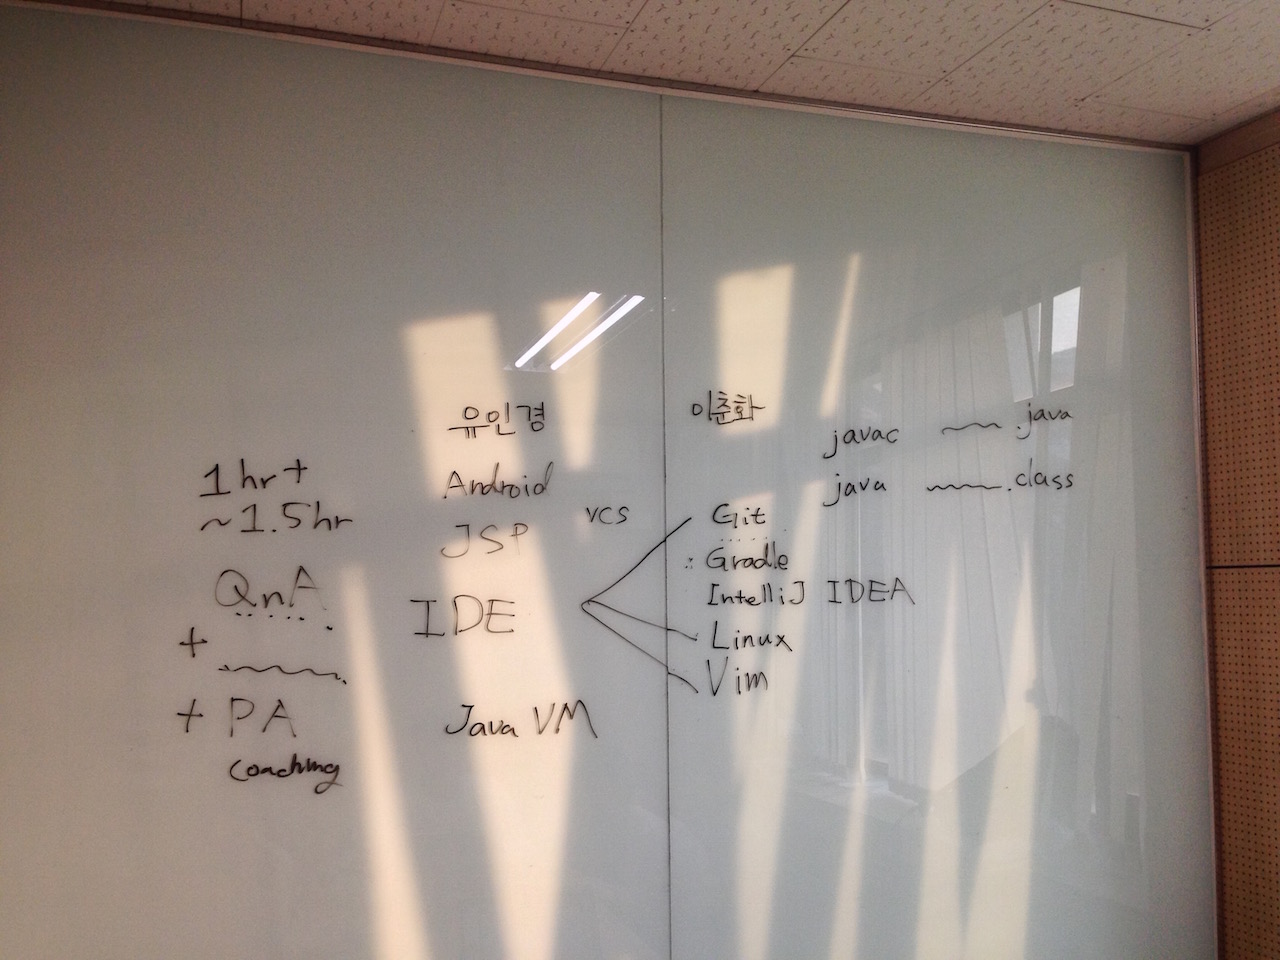 1hr+
~1.5hr
QnA
+
+ PA
coaching
유인경
Android
JSP
IDE
Java VM
VCS
이춘화
Git
Gradle
IntelliJ IDEA
Linux
Vim
javac .java
java .class